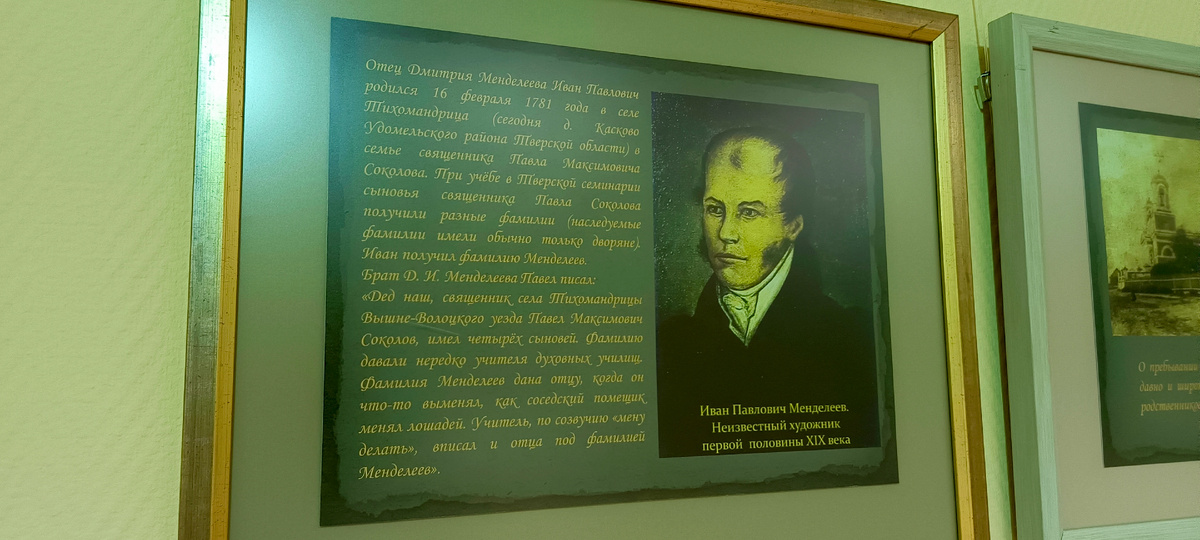 Отец Дмитрия Менделеева Иван Павлович
родился 16 февраля 1781 года в селе
Тихомандрица (сегодня д. Касково
Удомельского района Тверской области) в
семье священника Павла Максимовича
Соколова. При учёбе в Тверской семинарии
сыновья священника Павла Соколова
получили разные фамилии (наследуемые
фамилии имели обычно только дворяне).
Иван получил фамилию Менделеев.
Брат Д. И. Менделеева Павел писал:
«Дед наш, священник села Тихомандрицы
Вышне-Волоцкого уезда Павел Максимович
Соколов, имел четырёх сыновей. Фамилию
давали нередко учителя духовных училищ.
Фамилия Менделеев дана отцу, когда он
что-то выменял, как соседский помещик
менял лошадей. Учитель, по созвучию «мену
делать», вписал и отца под фамилией
Менделеев».
Иван Павлович Менделеев.
Неизвестный художник
первой половины XIX века
О пребывании
давно и